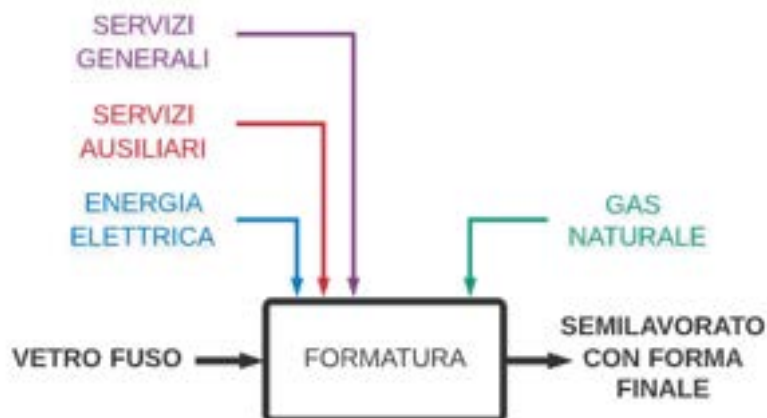 SERVIZI
GENERALI
SERVIZI
AUSILIARI
ENERGIA
ELETTRICA
GAS
NATURALE
VETRO FUSO
FORMATURA
SEMILAVORATO
CON FORMA
FINALE